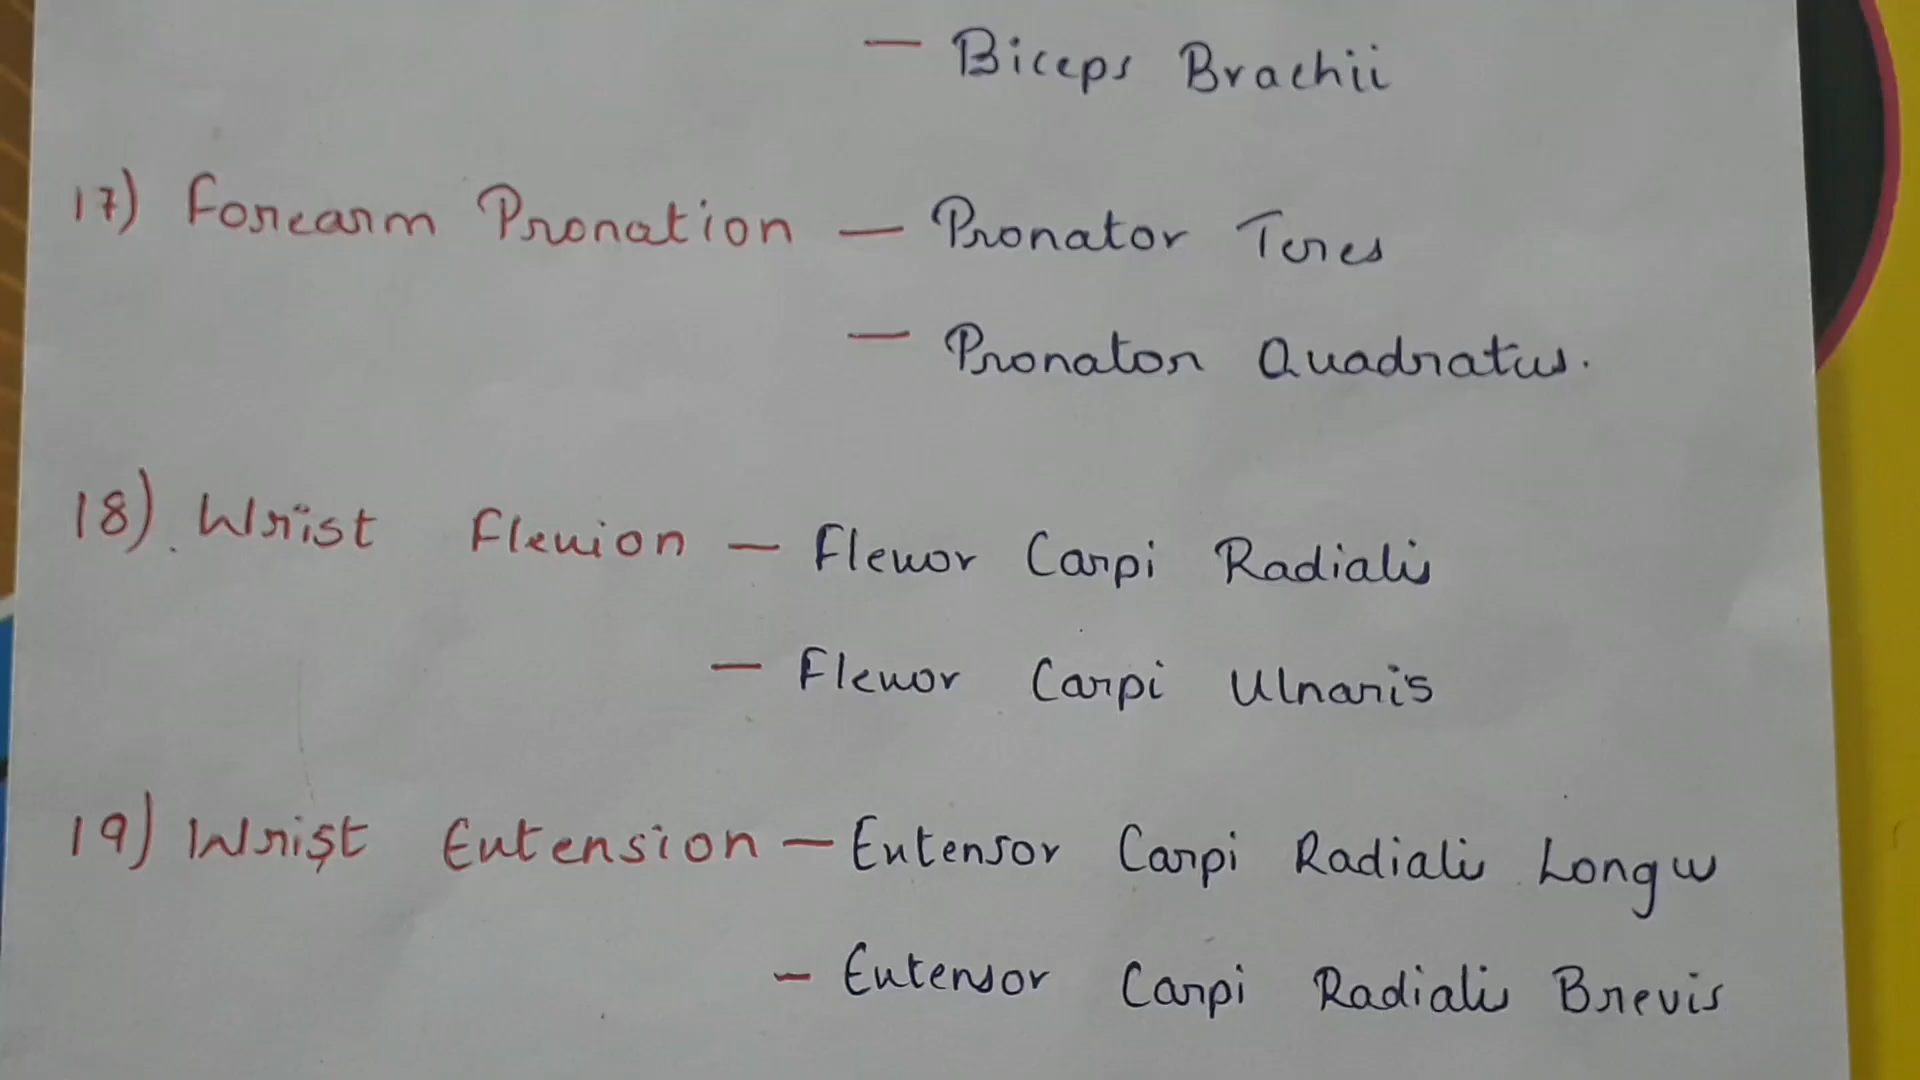 — Biceps Brachii
17) Forearm Pronation — Pronator Teres
— Pronator Quadratus.
18). Wrist Flexion — Flexor Carpi Radialis
— Flexor Carpi Ulnaris
19) Wrist Extension — Extensor Carpi Radialis Longus
— Extensor Carpi Radialis Brevis